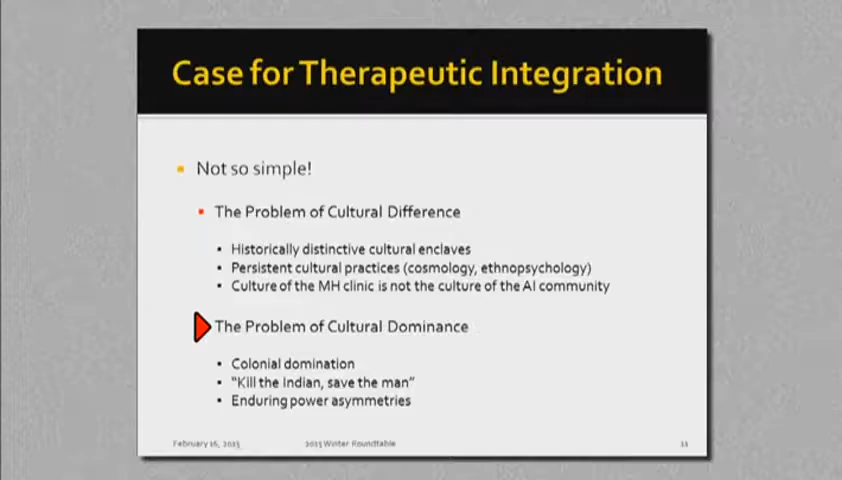 Case for Therapeutic Integration
Not so simple!
The Problem of Cultural Difference
Historically distinctive cultural enclaves
Persistent cultural practices (cosmology, ethnopsychology)
Culture of the MH clinic is not the culture of the AI community
The Problem of Cultural Dominance
Colonial domination
“Kill the Indian, save the man”
Enduring power asymmetries
February 16, 2013 2013 Winter Roundtable 11